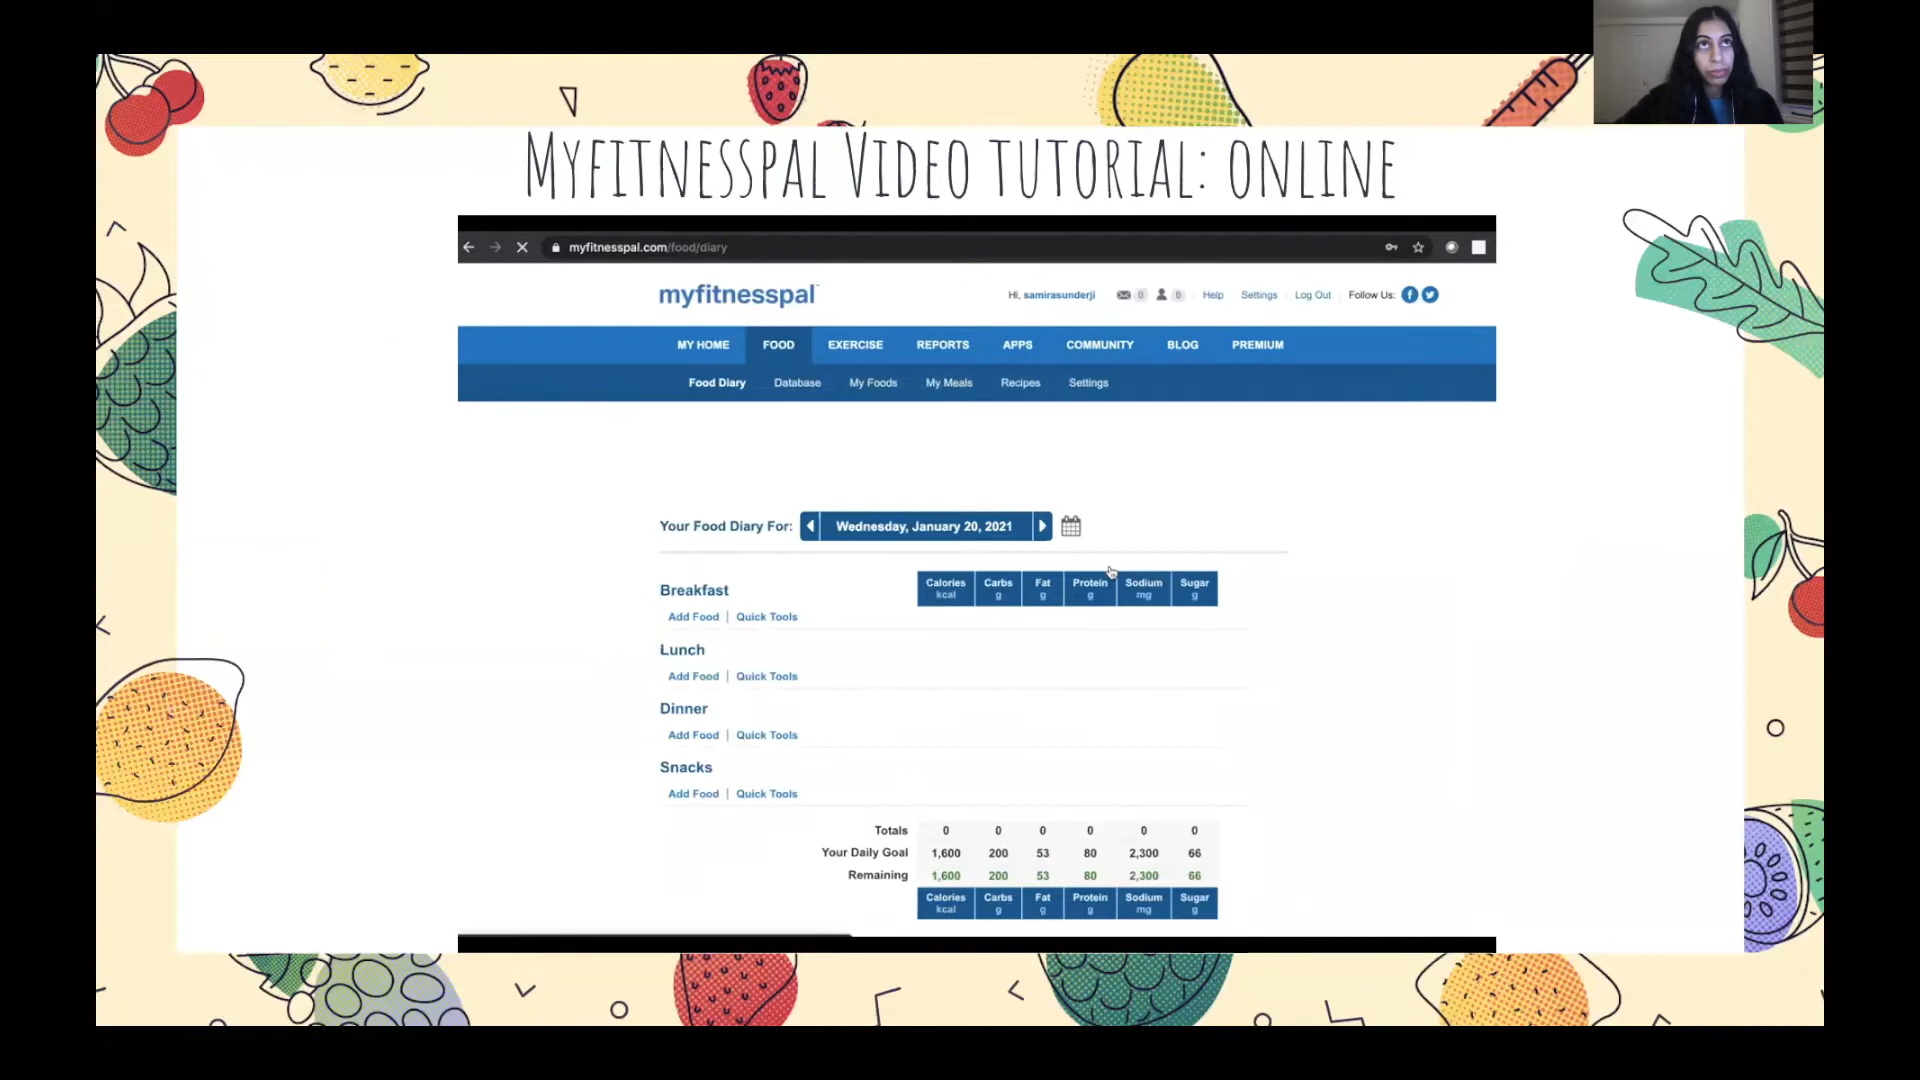 Myfitnesspal Video tutorial: online
myfitnesspal.com/food/diary
myfitnesspal
Hi, samirasunderji 0 0 Help Settings Log Out Follow Us:
MY HOME FOOD EXERCISE REPORTS APPS COMMUNITY BLOG PREMIUM
Food Diary Database My Foods My Meals Recipes Settings
Your Food Diary For: Wednesday, January 20, 2021
Breakfast Calories kcal Carbs g Fat g Protein g Sodium mg Sugar g
Add Food | Quick Tools
Lunch
Add Food | Quick Tools
Dinner
Add Food | Quick Tools
Snacks
Add Food | Quick Tools
Totals 0 0 0 0 0 0
Your Daily Goal 1,600 200 53 80 2,300 66
Remaining 1,600 200 53 80 2,300 66
Calories Carbs Fat Protein Sodium Sugar
kcal g g g mg g